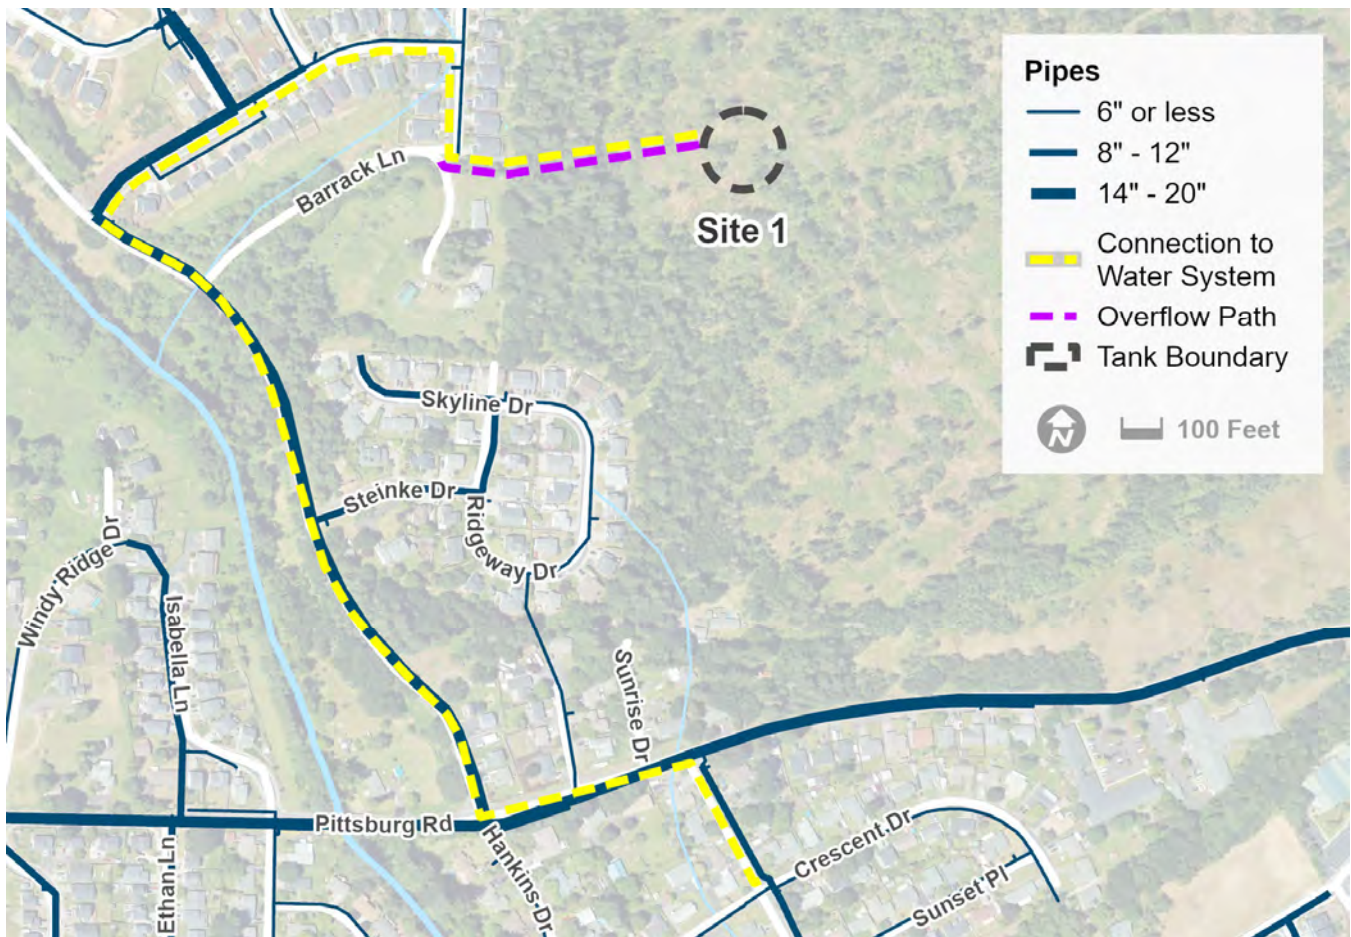 Pipes
6" or less
8" - 12"
14" - 20"
Connection to
Water System
Overflow Path
Tank Boundary
N
100 Feet
Barrack Ln
Site 1
Skyline Dr
Steinke Dr
Ridgeway Dr
Windy Ridge Dr
Isabella Ln
Sunrise Dr
Pittsburg Rd
Ethan Ln
Hankins Dr
Crescent Dr
Sunset Pl